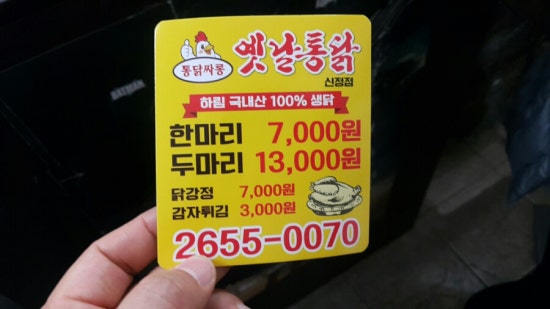 통닭싸롱
옛날통닭
신정점
하림 국내산 100% 생닭
한마리 7,000원
두마리 13,000원
닭강정 7,000원
감자튀김 3,000원
2655-0070